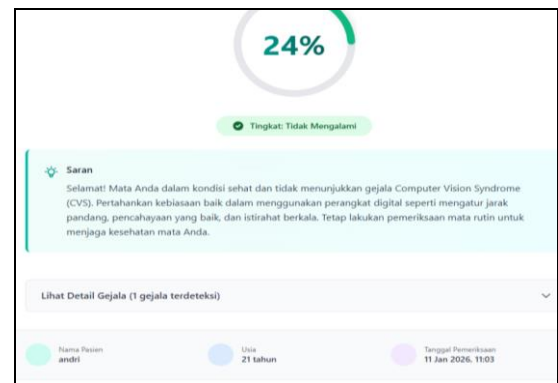 24%
Tingkat: Tidak Mengalami
Saran
Selamat! Mata Anda dalam kondisi sehat dan tidak menunjukkan gejala Computer Vision Syndrome
(CVS). Pertahankan kebiasaan baik dalam menggunakan perangkat digital seperti mengatur jarak
pandang, pencahayaan yang baik, dan istirahat berkala. Tetap lakukan pemeriksaan mata rutin untuk
menjaga kesehatan mata Anda.
Lihat Detail Gejala (1 gejala terdeteksi)
Nama Pasien
andri
Usia
21 tahun
Tanggal Pemeriksaan
11 Jan 2026, 11:03